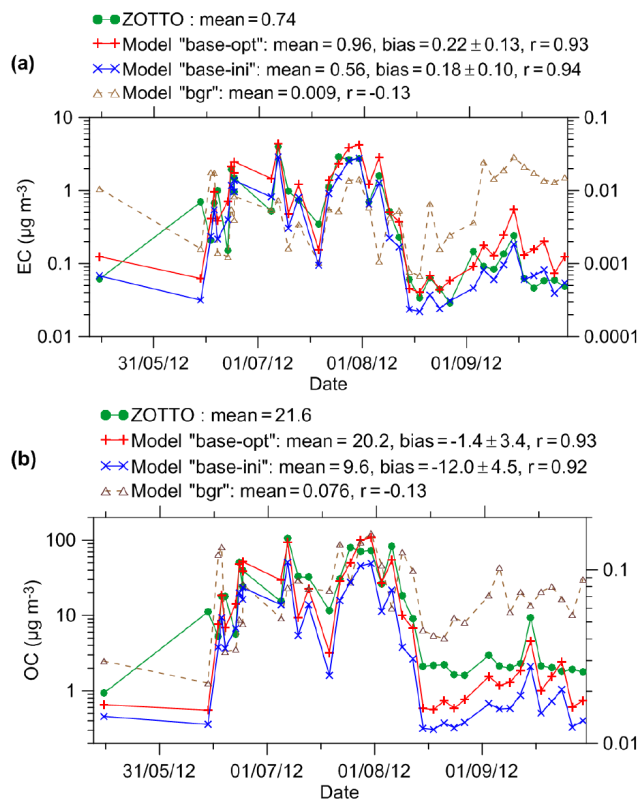 ZOTTO : mean = 0.74
Model "base-opt": mean = 0.96, bias = 0.22 ± 0.13, r = 0.93
(a)
Model "base-ini": mean = 0.56, bias = 0.18 ± 0.10, r = 0.94
Model "bgr": mean = 0.009, r = -0.13
10 0.1
1 0.01
EC (µg m-3)
0.1 0.001
0.01 0.0001
31/05/12 01/07/12 01/08/12 01/09/12
Date
ZOTTO : mean = 21.6
(b)
Model "base-opt": mean = 20.2, bias = -1.4 ± 3.4, r = 0.93
Model "base-ini": mean = 9.6, bias = -12.0 ± 4.5, r = 0.92
Model "bgr": mean = 0.076, r = -0.13
100
0.1
10
OC (µg m-3)
1
0.01
31/05/12 01/07/12 01/08/12 01/09/12
Date